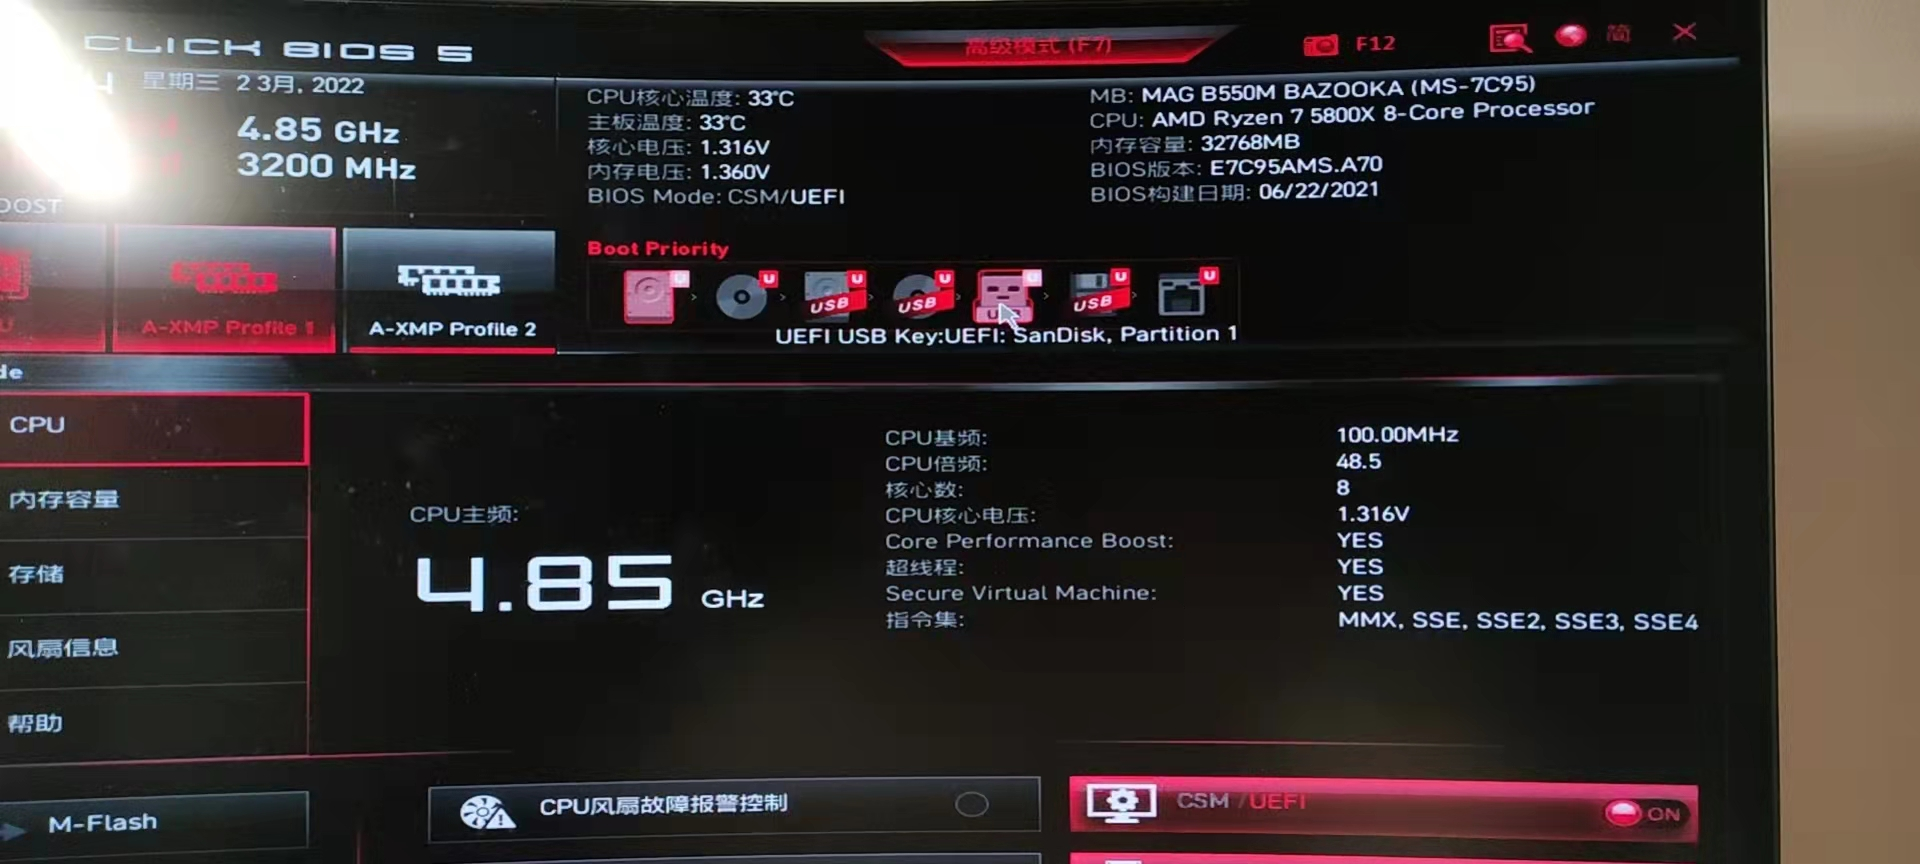 CLICK BIOS 5
高级模式 (F7)
F12
简
星期三 2 3月, 2022
4.85 GHz
3200 MHz
CPU核心温度: 33℃
主板温度: 33℃
核心电压: 1.316V
内存电压: 1.360V
BIOS Mode: CSM/UEFI
MB: MAG B550M BAZOOKA (MS-7C95)
CPU: AMD Ryzen 7 5800X 8-Core Processor
内存容量: 32768MB
BIOS版本: E7C95AMS.A70
BIOS构建日期: 06/22/2021
A-XMP Profile 1
A-XMP Profile 2
Boot Priority
U
U
U
U
U
U
U
USB
USB
USB
UEFI USB Key:UEFI: SanDisk, Partition 1
CPU
内存容量
存储
风扇信息
帮助
CPU主频:
4.85 GHz
CPU基频: 100.00MHz
CPU倍频: 48.5
核心数: 8
CPU核心电压: 1.316V
Core Performance Boost: YES
超线程: YES
Secure Virtual Machine: YES
指令集: MMX, SSE, SSE2, SSE3, SSE4
M-Flash
CPU风扇故障报警控制
CSM /UEFI
ON